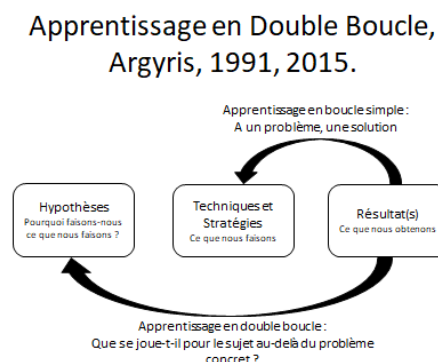 Apprentissage en Double Boucle,
Argyris, 1991, 2015.
Apprentissage en boucle simple :
A un problème, une solution
Hypothèses
Pourquoi faisons-nous
ce que nous faisons ?
Techniques et
Stratégies
Ce que nous faisons
Résultat(s)
Ce que nous obtenons
Apprentissage en double boucle :
Que se joue-t-il pour le sujet au-delà du problème
concret ?